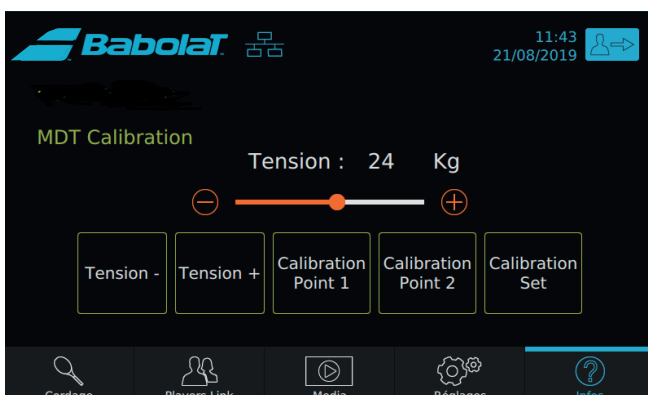 Babolat
11:43
21/08/2019
MDT Calibration
Tension : 24 Kg
Tension -
Tension +
Calibration
Point 1
Calibration
Point 2
Calibration
Set
Cordage
Players Link
Media
Réglages
Infos